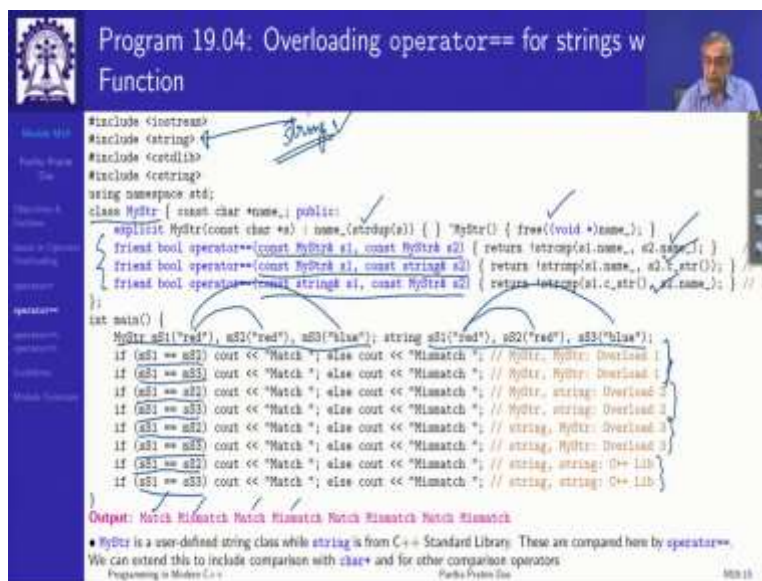 Program 19.04: Overloading operator== for strings w
Function
#include <iostream>
#include <string>
strings
#include <cstdlib>
#include <cstring>
using namespace std;
class MyStr { const char *name_; public:
explicit MyStr(const char *s) : name_(strdup(s)) { } ~MyStr() { free((void *)name_); }
friend bool operator==(const MyStr& s1, const MyStr& s2) { return !strcmp(s1.name_, s2.name_); } //
friend bool operator==(const MyStr& s1, const string& s2) { return !strcmp(s1.name_, s2.c_str()); } //
friend bool operator==(const string& s1, const MyStr& s2) { return !strcmp(s1.c_str(), s2.name_); } //
};
int main() {
MyStr mS1("red"), mS2("red"), mS3("blue"); string sS1("red"), sS2("red"), sS3("blue");
if (mS1 == mS2) cout << "Match "; else cout << "Mismatch "; // MyStr, MyStr: Overload 1
if (mS1 == mS3) cout << "Match "; else cout << "Mismatch "; // MyStr, MyStr: Overload 1
if (mS1 == sS2) cout << "Match "; else cout << "Mismatch "; // MyStr, string: Overload 2
if (mS1 == sS3) cout << "Match "; else cout << "Mismatch "; // MyStr, string: Overload 2
if (sS1 == mS2) cout << "Match "; else cout << "Mismatch "; // string, MyStr: Overload 3
if (sS1 == mS3) cout << "Match "; else cout << "Mismatch "; // string, MyStr: Overload 3
if (sS1 == sS2) cout << "Match "; else cout << "Mismatch "; // string, string: C++ Lib
if (sS1 == sS3) cout << "Match "; else cout << "Mismatch "; // string, string: C++ Lib
}
Output: Match Mismatch Match Mismatch Match Mismatch Match Mismatch
• MyStr is a user-defined string class while string is from C++ Standard Library. These are compared here by operator==.
We can extend this to include comparison with char* and for other comparison operators
Programming in Modern C++
Partha Pratim Das
M19.15